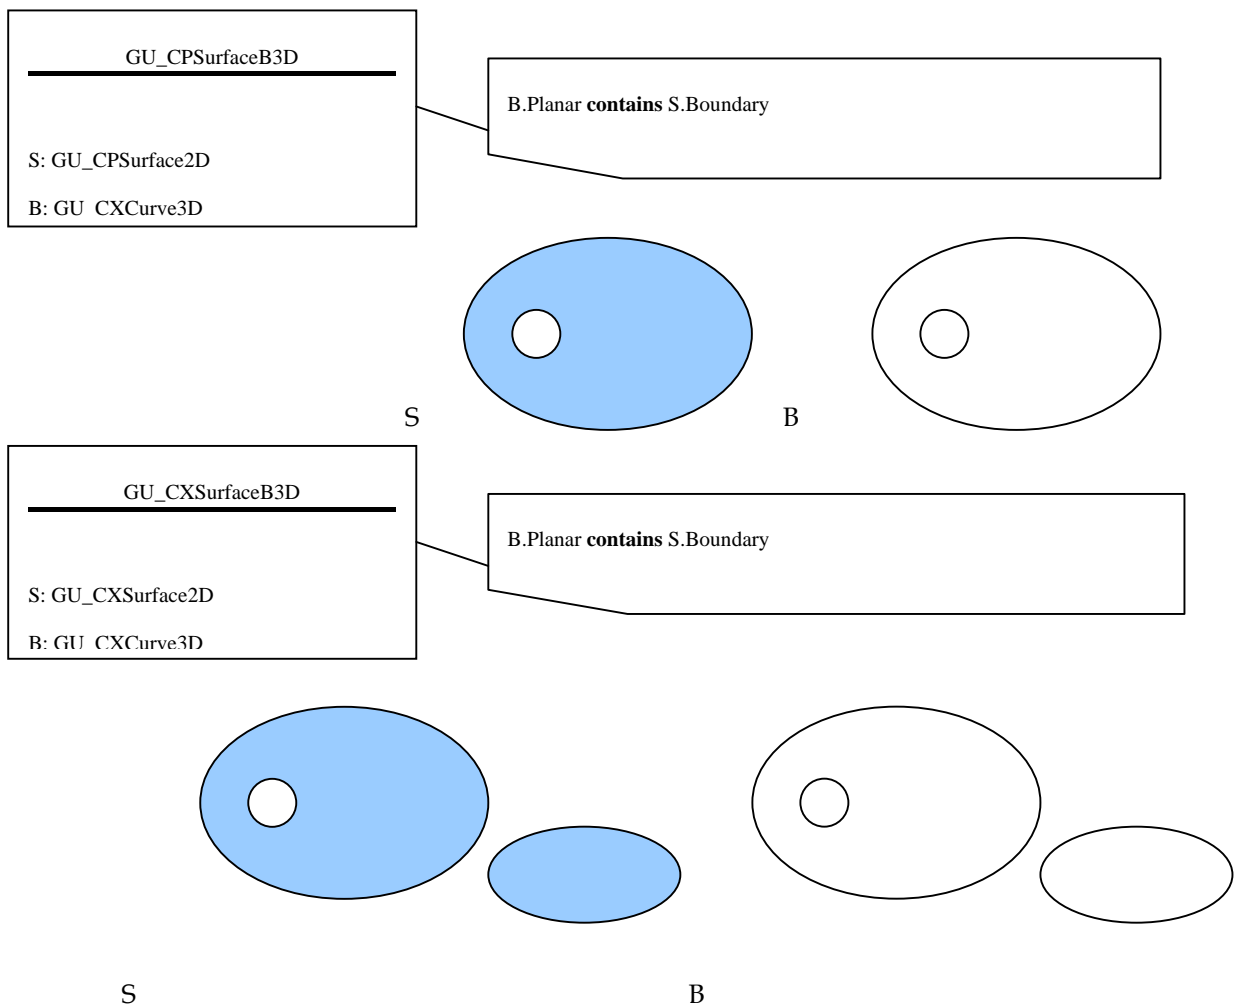 GU_CPSurfaceB3D
B.Planar contains S.Boundary
S: GU_CPSurface2D
B: GU_CXCurve3D
S
B
GU_CXSurfaceB3D
B.Planar contains S.Boundary
S: GU_CXSurface2D
B: GU_CXCurve3D
S
B